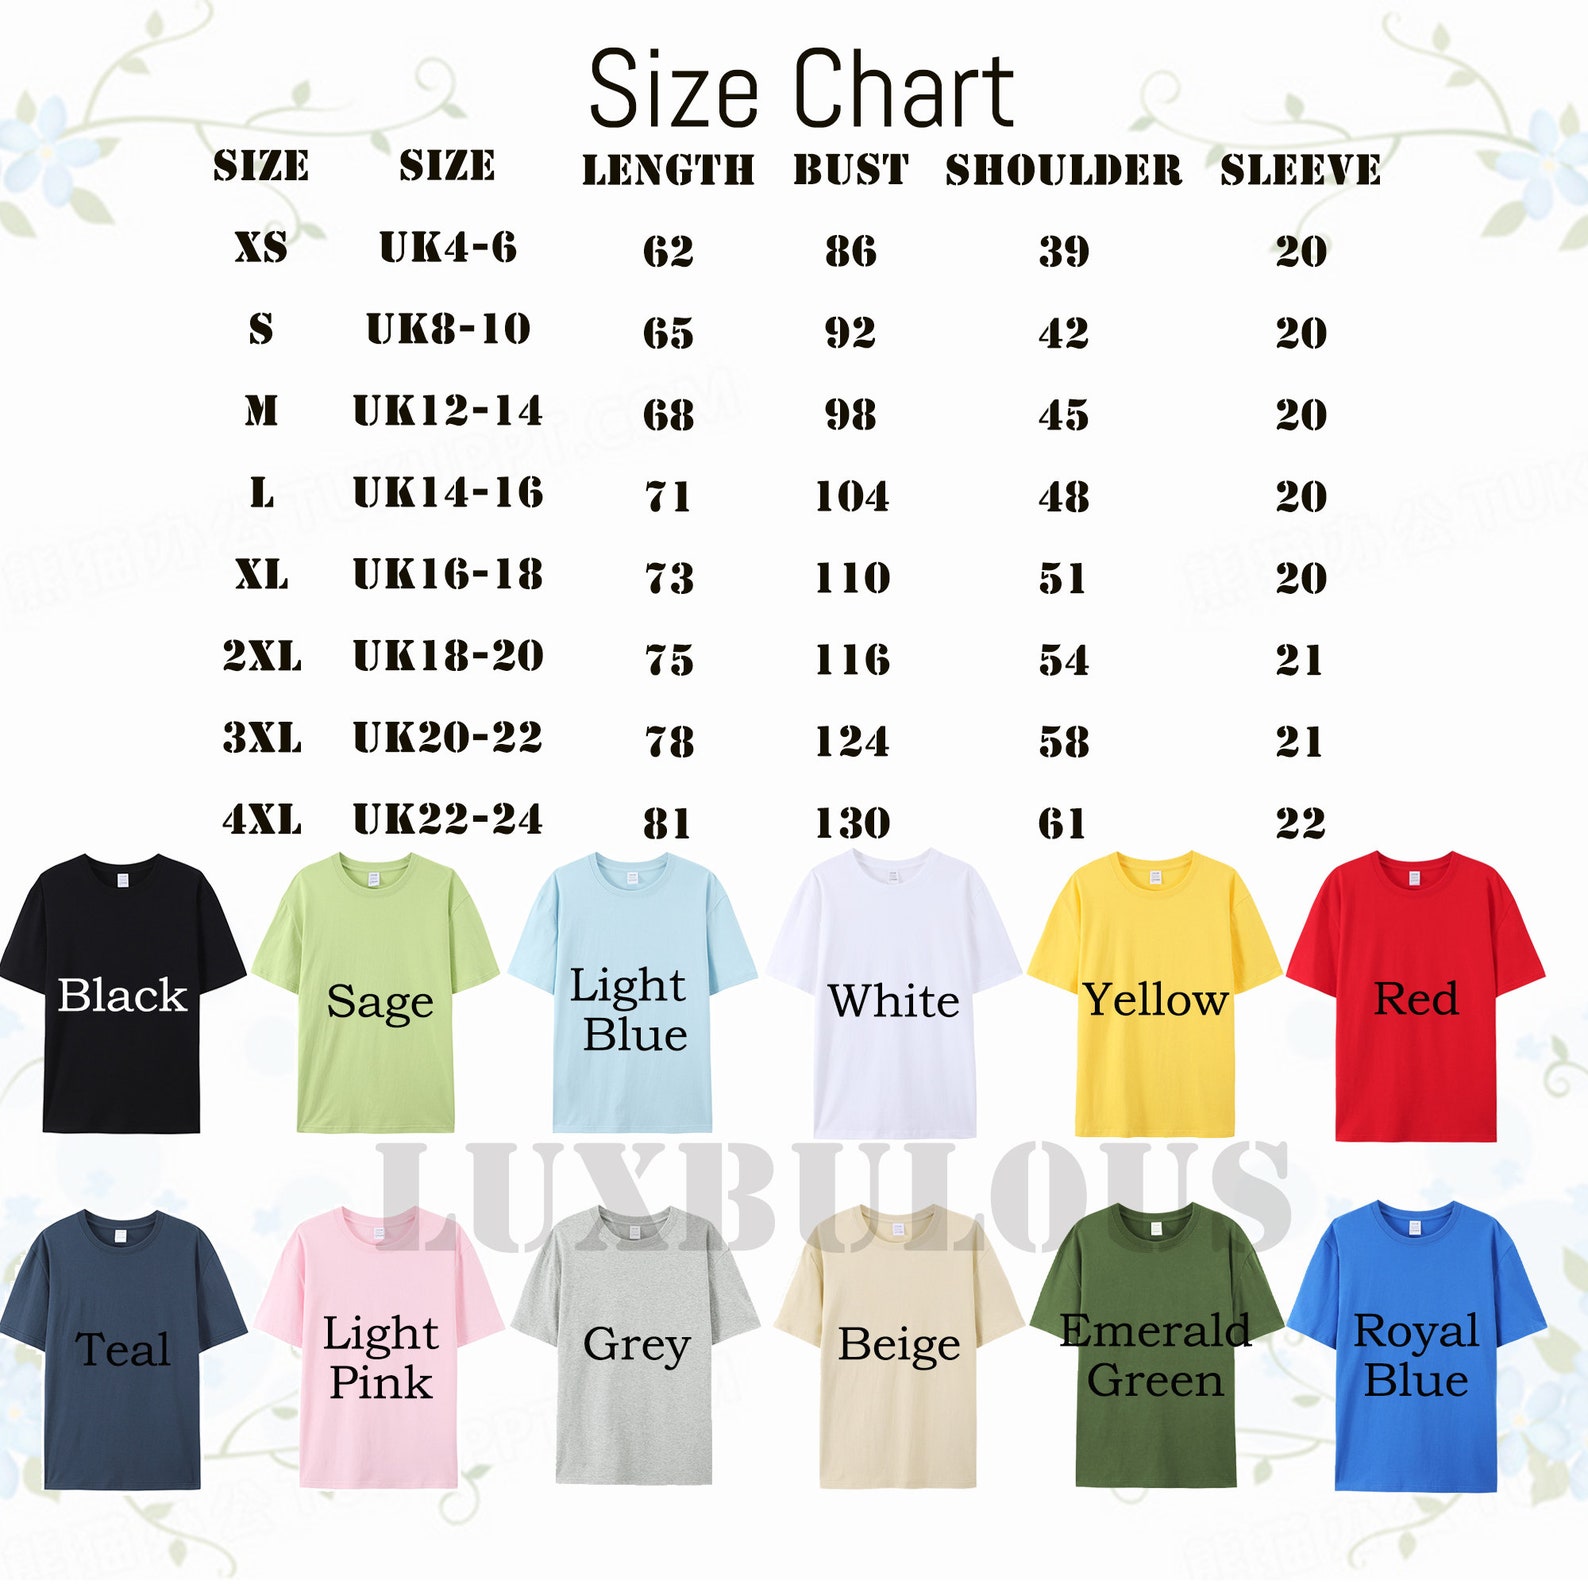 Size Chart
SIZE SIZE LENGTH BUST SHOULDER SLEEVE
XS UK4-6 62 86 39 20
S UK8-10 65 92 42 20
M UK12-14 68 98 45 20
L UK14-16 71 104 48 20
XL UK16-18 73 110 51 20
2XL UK18-20 75 116 54 21
3XL UK20-22 78 124 58 21
4XL UK22-24 81 130 61 22
Black
Sage
Light
Blue
White
Yellow
Red
LUXBULOUS
Teal
Light
Pink
Grey
Beige
Emerald
Green
Royal
Blue